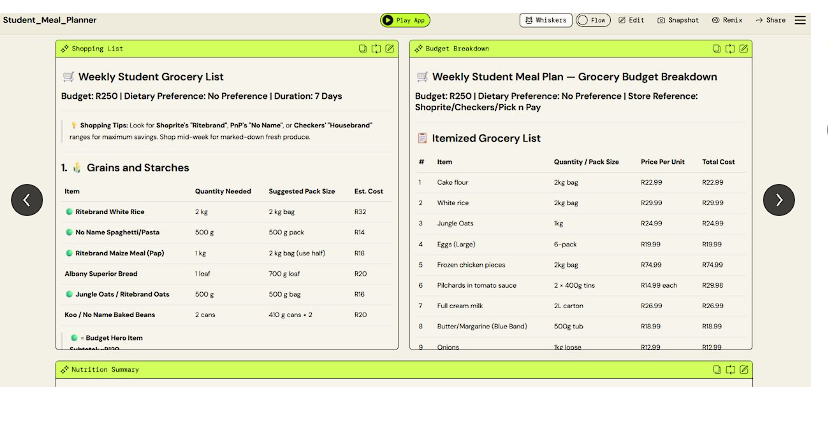 Student_Meal_Planner
Play App
Whiskers
Flow
Edit
Snapshot
Remix
Share
Shopping List
Weekly Student Grocery List
Budget: R250 | Dietary Preference: No Preference | Duration: 7 Days
Shopping Tips: Look for Shoprite's "Ritebrand", PnP's "No Name", or Checkers' "Housebrand"
ranges for maximum savings. Shop mid-week for marked-down fresh produce.
1. Grains and Starches
Item Quantity Needed Suggested Pack Size Est. Cost
Ritebrand White Rice 2 kg 2 kg bag R32
No Name Spaghetti/Pasta 500 g 500 g pack R14
Ritebrand Maize Meal (Pap) 1 kg 2 kg bag (use half) R18
Albany Superior Bread 1 loaf 700 g loaf R20
Jungle Oats / Ritebrand Oats 500 g 500 g bag R16
Koo / No Name Baked Beans 2 cans 410 g cans × 2 R20
= Budget Hero Item
Budget Breakdown
Weekly Student Meal Plan — Grocery Budget Breakdown
Budget: R250 | Dietary Preference: No Preference | Store Reference:
Shoprite/Checkers/Pick n Pay
Itemized Grocery List
# Item Quantity / Pack Size Price Per Unit Total Cost
1 Cake flour 2kg bag R22.99 R22.99
2 White rice 2kg bag R29.99 R29.99
3 Jungle Oats 1kg R24.99 R24.99
4 Eggs (Large) 6-pack R19.99 R19.99
5 Frozen chicken pieces 2kg bag R74.99 R74.99
6 Pilchards in tomato sauce 2 × 400g tins R14.99 each R29.98
7 Full cream milk 2L carton R26.99 R26.99
8 Butter/Margarine (Blue Band) 500g tub R18.99 R18.99
9 Onions 1kg loose R12.99 R12.99
Nutrition Summary